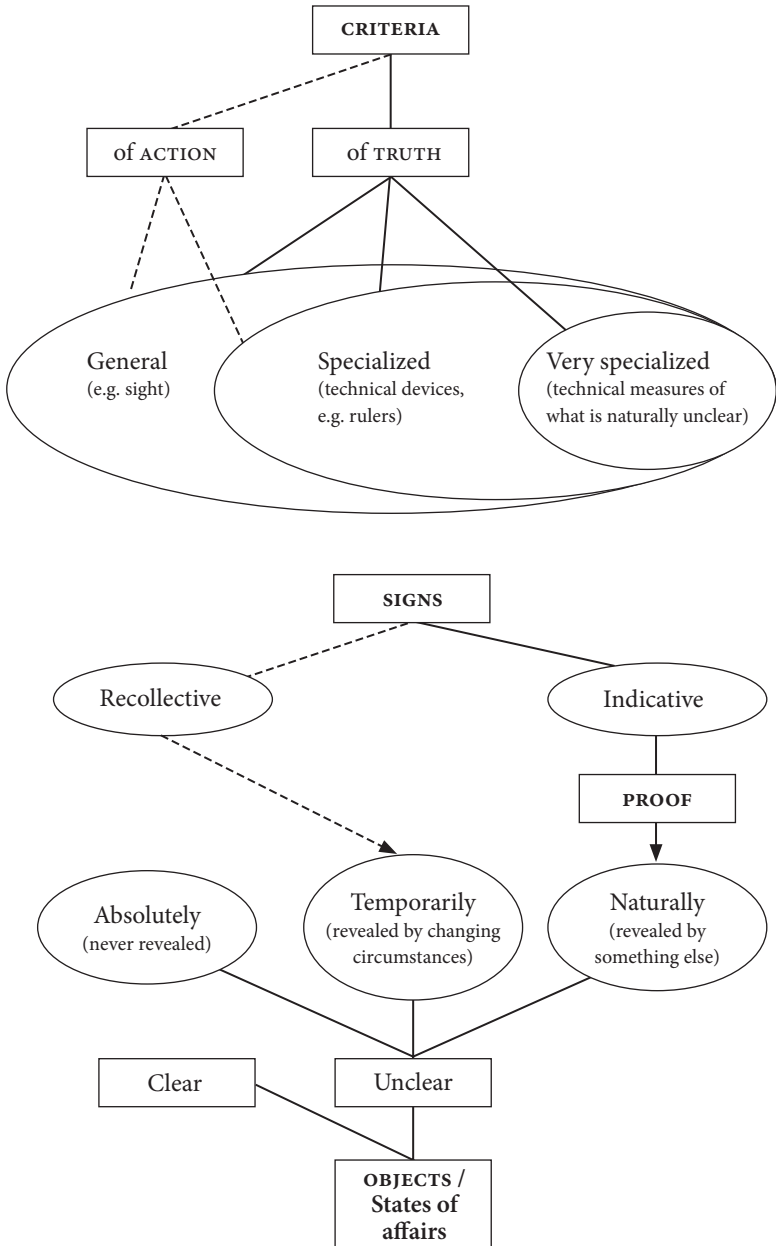 CRITERIA
of ACTION
of TRUTH
General
(e.g. sight)
Specialized
(technical devices,
e.g. rulers)
Very specialized
(technical measures of
what is naturally unclear)
SIGNS
Recollective
Indicative
PROOF
Absolutely
(never revealed)
Temporarily
(revealed by changing
circumstances)
Naturally
(revealed by
something else)
Clear
Unclear
OBJECTS /
States of
affairs